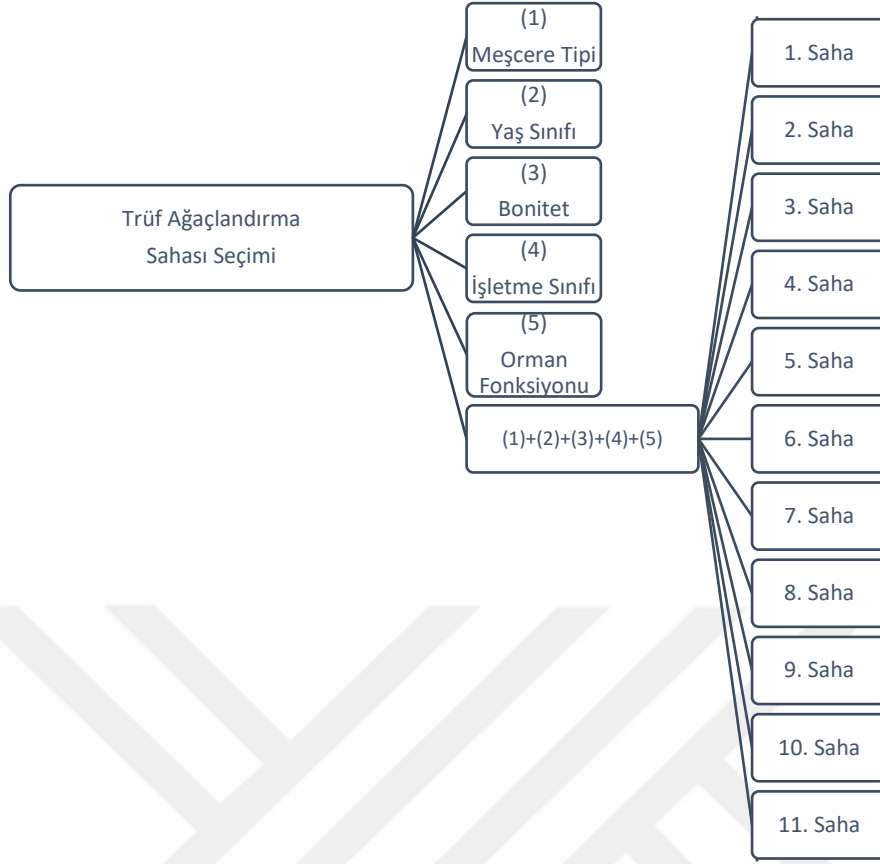 Trüf Ağaçlandırma
Sahası Seçimi
(1)
Meşcere Tipi
(2)
Yaş Sınıfı
(3)
Bonitet
(4)
İşletme Sınıfı
(5)
Orman
Fonksiyonu
(1)+(2)+(3)+(4)+(5)
1. Saha
2. Saha
3. Saha
4. Saha
5. Saha
6. Saha
7. Saha
8. Saha
9. Saha
10. Saha
11. Saha